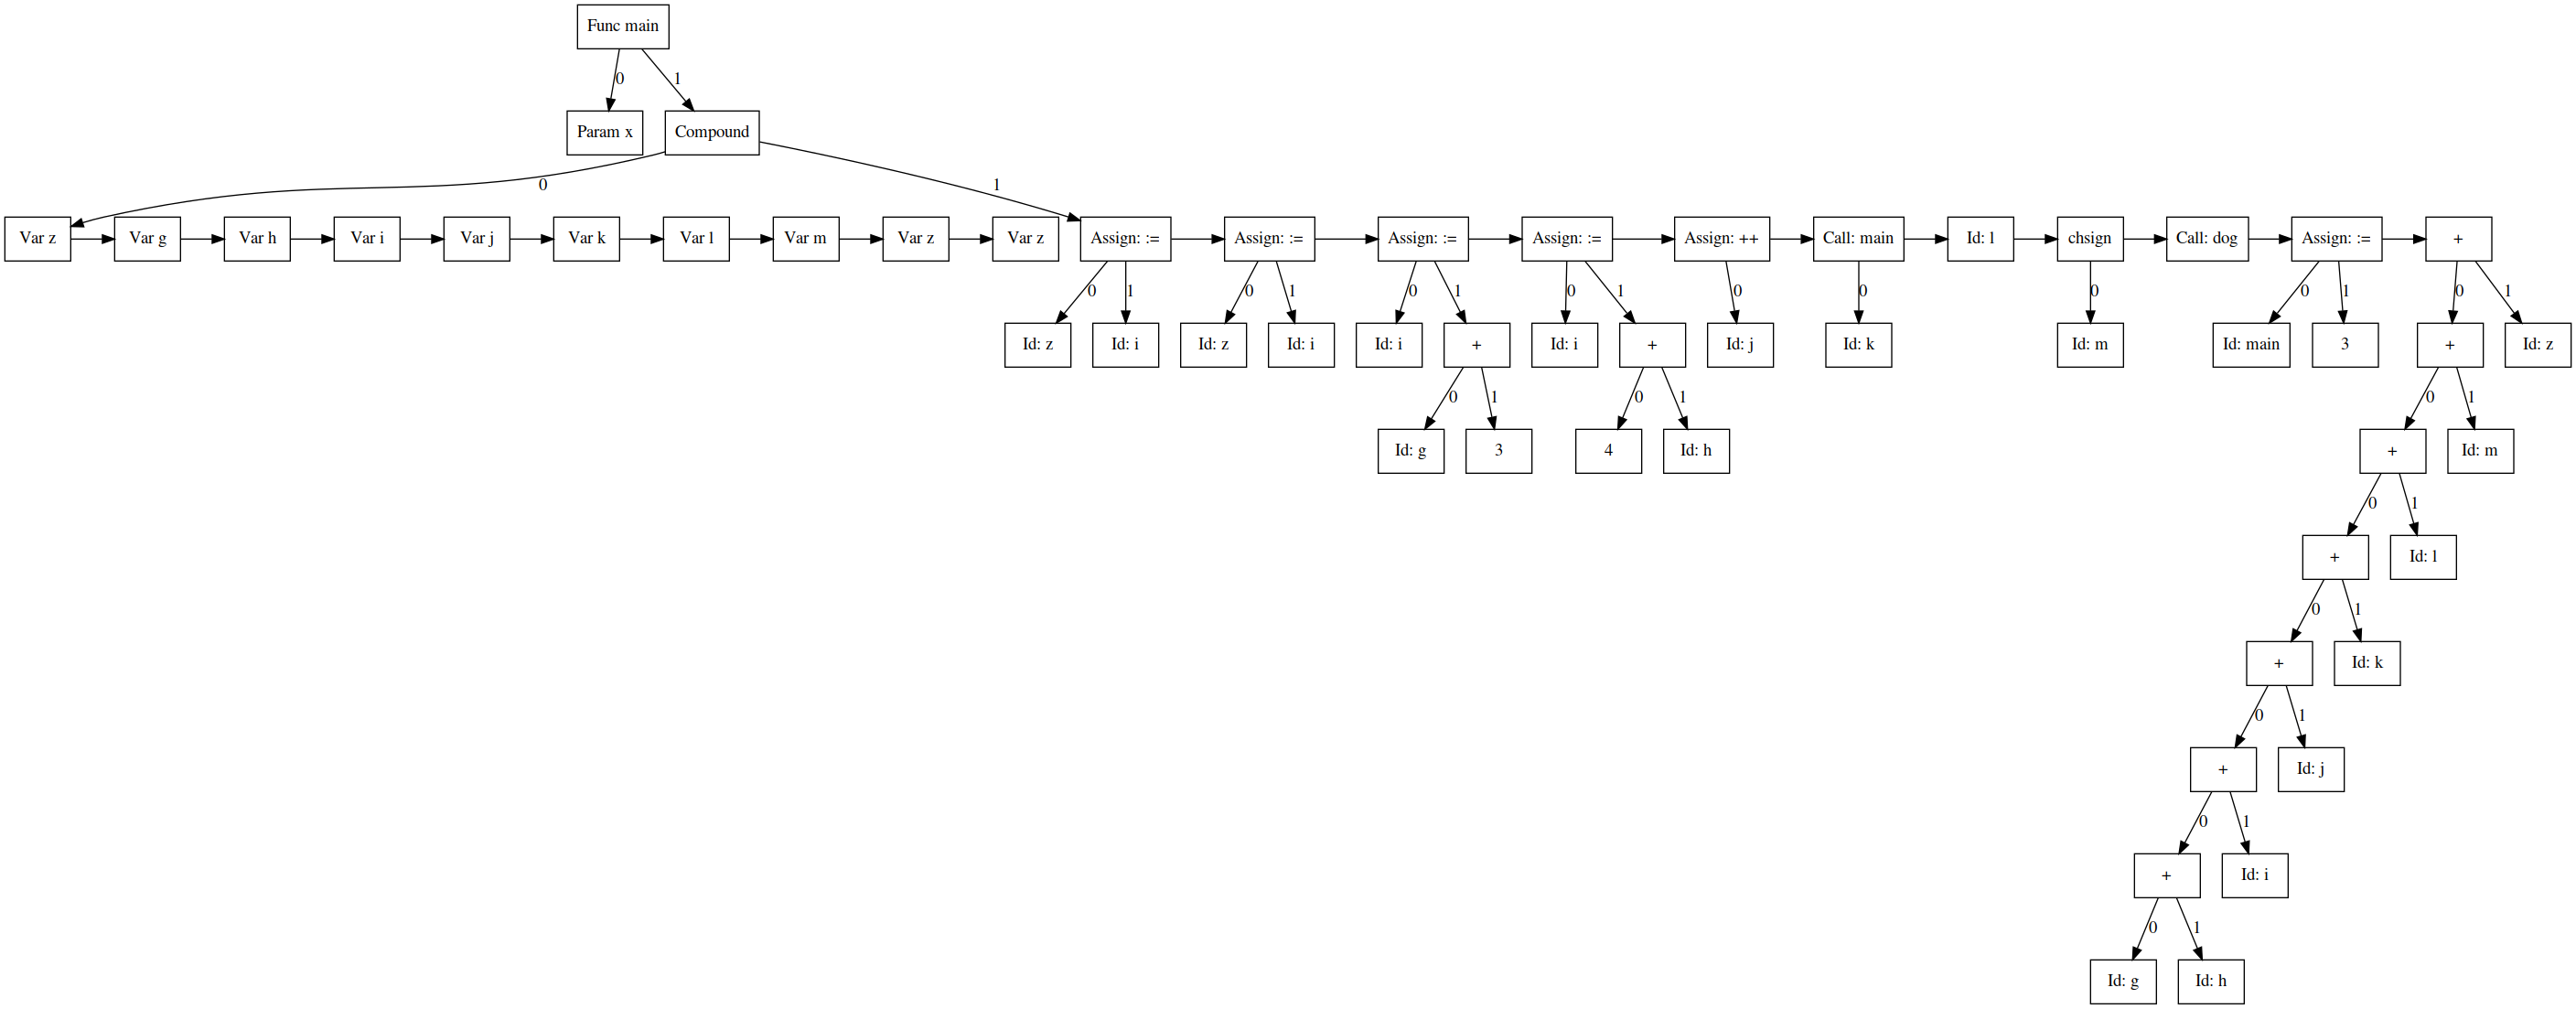 Func main
0 1
Param x Compound
0 1
Var z Var g Var h Var i Var j Var k Var l Var m Var z Var z Assign: := Assign: := Assign: := Assign: := Assign: ++ Call: main Id: l chsign Call: dog Assign: := +
0 1 0 1 0 1 0 1 0 0 0 0 1 0 1
Id: z Id: i Id: z Id: i Id: i + Id: i + Id: j Id: k Id: m Id: main 3 + Id: z
0 1 0 1 0 1
Id: g 3 4 Id: h + Id: m
0 1
+ Id: l
0 1
+ Id: k
0 1
+ Id: j
0 1
+ Id: i
0 1
Id: g Id: h